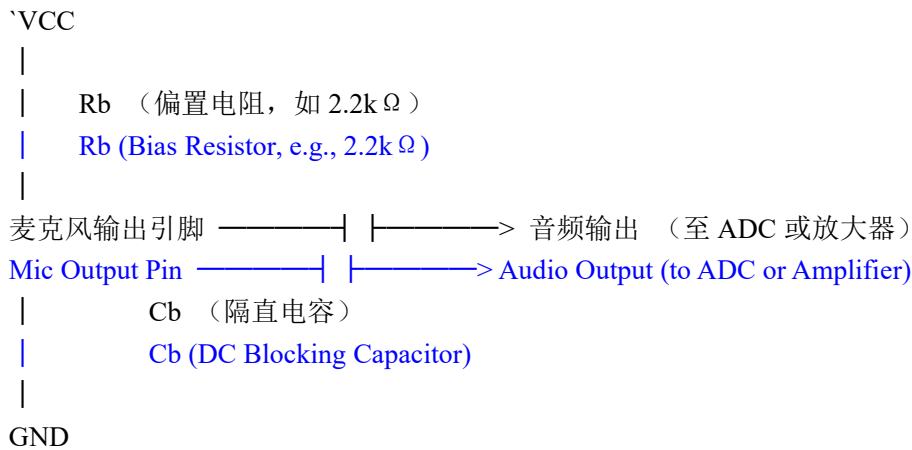 `VCC
|
|    Rb （偏置电阻，如 2.2kΩ）
|    Rb (Bias Resistor, e.g., 2.2kΩ)
|
麦克风输出引脚 ─────┤ ├─────> 音频输出 （至 ADC 或放大器）
Mic Output Pin ─────┤ ├─────> Audio Output (to ADC or Amplifier)
|          Cb （隔直电容）
|          Cb (DC Blocking Capacitor)
|
GND